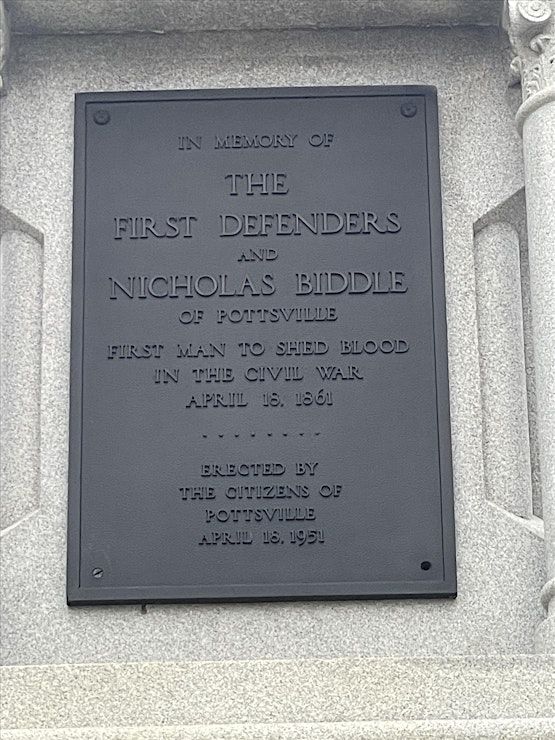 IN MEMORY OF
THE
FIRST DEFENDERS
AND
NICHOLAS BIDDLE
OF POTTSVILLE
FIRST MAN TO SHED BLOOD
IN THE CIVIL WAR
APRIL 18, 1861
ERECTED BY
THE CITIZENS OF
POTTSVILLE
APRIL 18, 1951